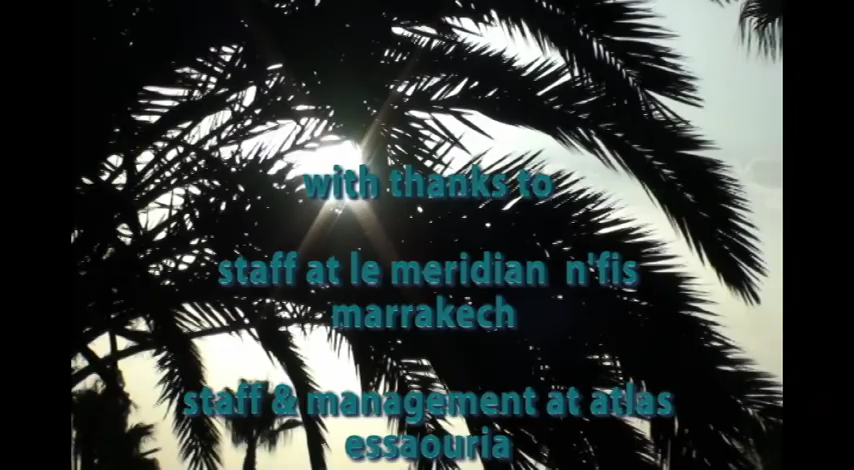 with thanks to
staff at le meridian n'fis
marrakech
staff & management at atlas
essaouria